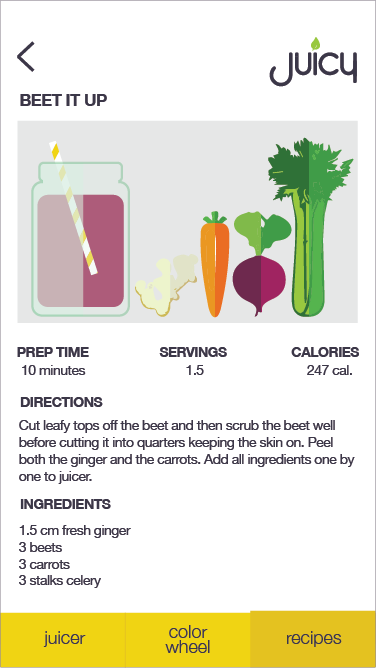 juicy
BEET IT UP
PREP TIME SERVINGS CALORIES
10 minutes 1.5 247 cal.
DIRECTIONS
Cut leafy tops off the beet and then scrub the beet well
before cutting it into quarters keeping the skin on. Peel
both the ginger and the carrots. Add all ingredients one by
one to juicer.
INGREDIENTS
1.5 cm fresh ginger
3 beets
3 carrots
3 stalks celery
juicer
color
wheel
recipes